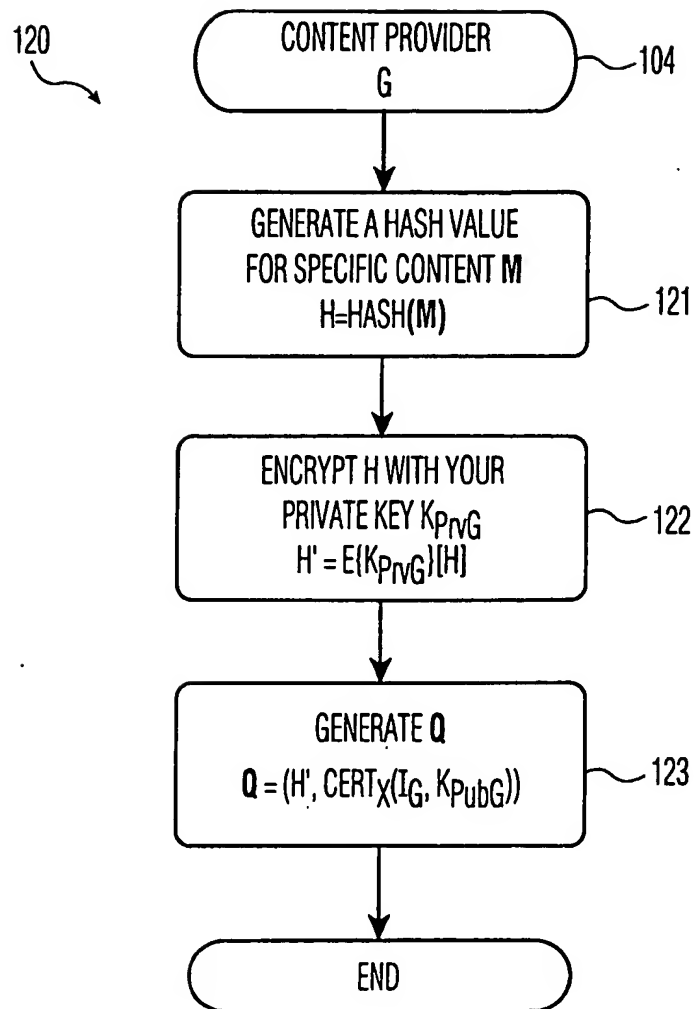 120
CONTENT PROVIDER
G
104
GENERATE A HASH VALUE
FOR SPECIFIC CONTENT M
H=HASH(M)
121
ENCRYPT H WITH YOUR
PRIVATE KEY KPrvG
H' = E{KPrvG}[H]
122
GENERATE Q
Q = (H', CERTX(IG, KPubG))
123
END